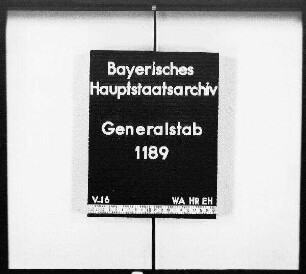 Bayerisches
Hauptstaatsarchiv
Generalstab
1189
V-16 WA HR EH